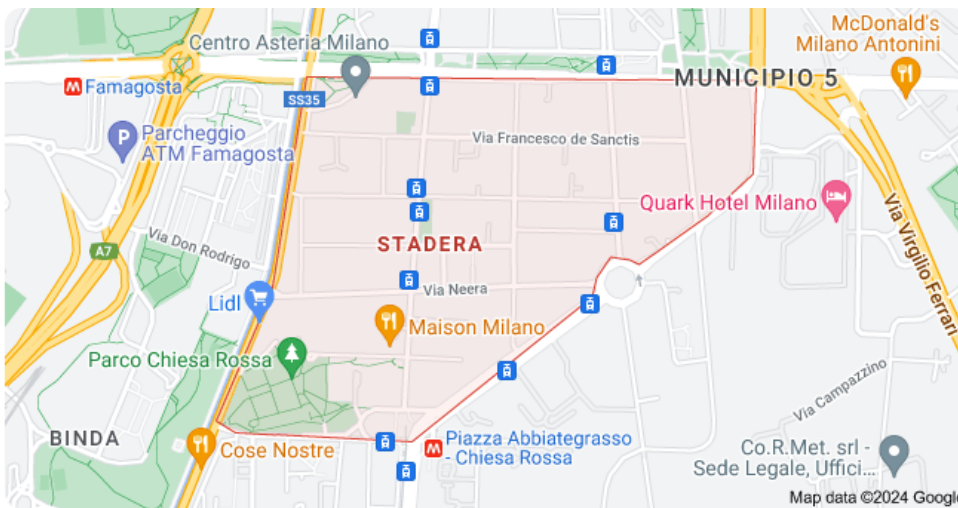 McDonald's
Milano Antonini
Centro Asteria Milano
MUNICIPIO 5
M Famagosta
SS35
P
Parcheggio
ATM Famagosta
Via Francesco de Sanctis
Quark Hotel Milano
Via Virgilio Ferrari
Via Don Rodrigo
A7
STADERA
Lidl
Via Neera
Maison Milano
Parco Chiesa Rossa
Via Campazzino
BINDA
Cose Nostre
M Piazza Abbiategrasso
- Chiesa Rossa
Co.R.Met. srl -
Sede Legale, Uffici...
Map data ©2024 Google